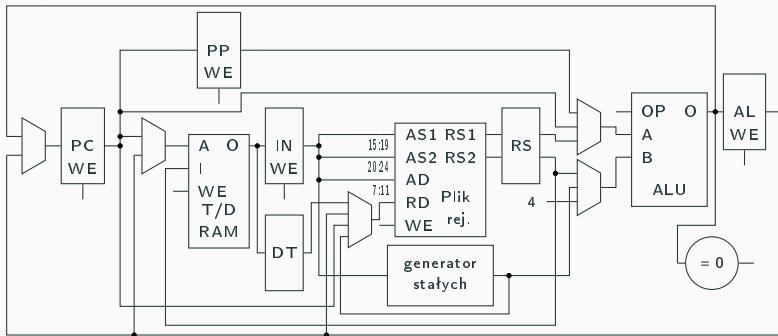 PP
WE
PC
WE
A O
I
WE
T/D
RAM
IN
WE
DT
15:19
20:24
7:11
AS1 RS1
AS2 RS2
AD
RD
WE
Plik
rej.
RS
generator
stałych
4
OP O
A
B
ALU
AL
WE
= 0